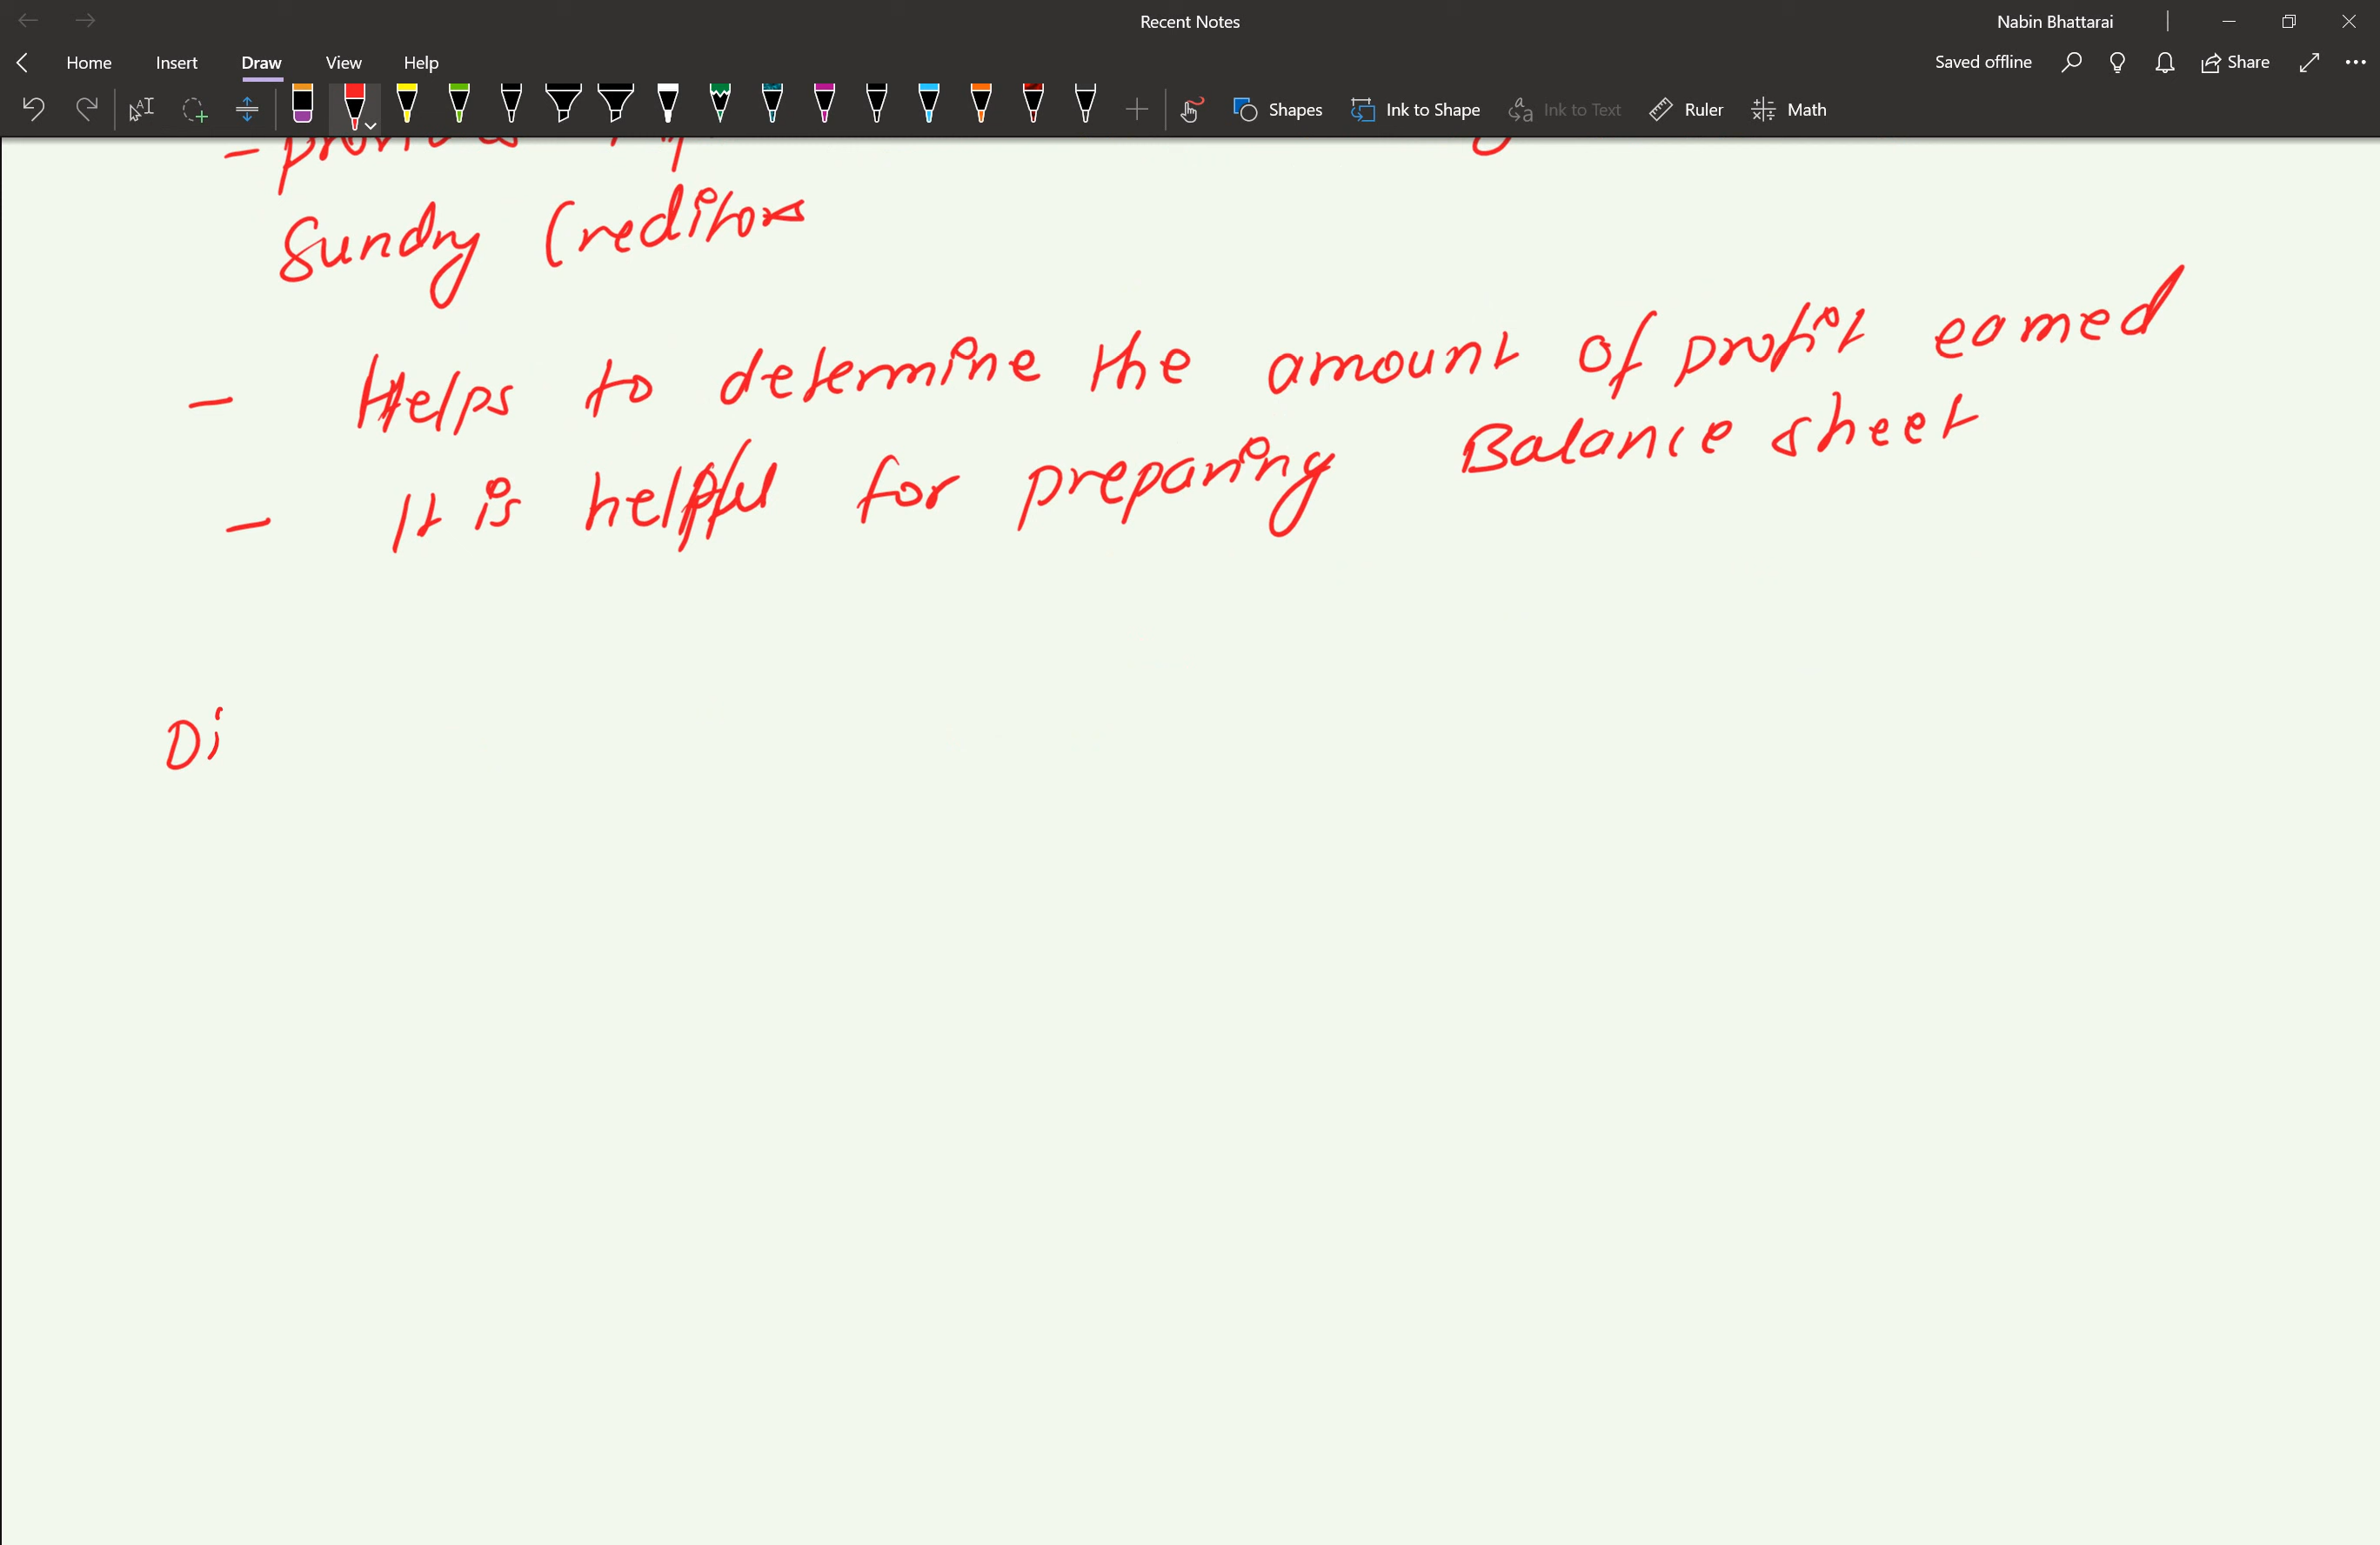 Recent Notes Nabin Bhattarai
Home Insert Draw View Help Saved offline Share
Shapes Ink to Shape Ink to Text Ruler Math
Sundry Creditors
- Helps to determine the amount of profit earned
- It is helpful for preparing Balance sheet
Di